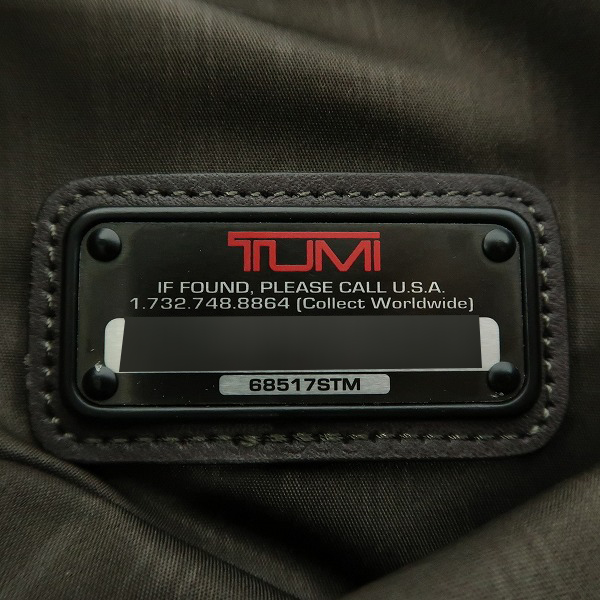 TUMI
IF FOUND, PLEASE CALL U.S.A.
1.732.748.8864 (Collect Worldwide)
68517STM